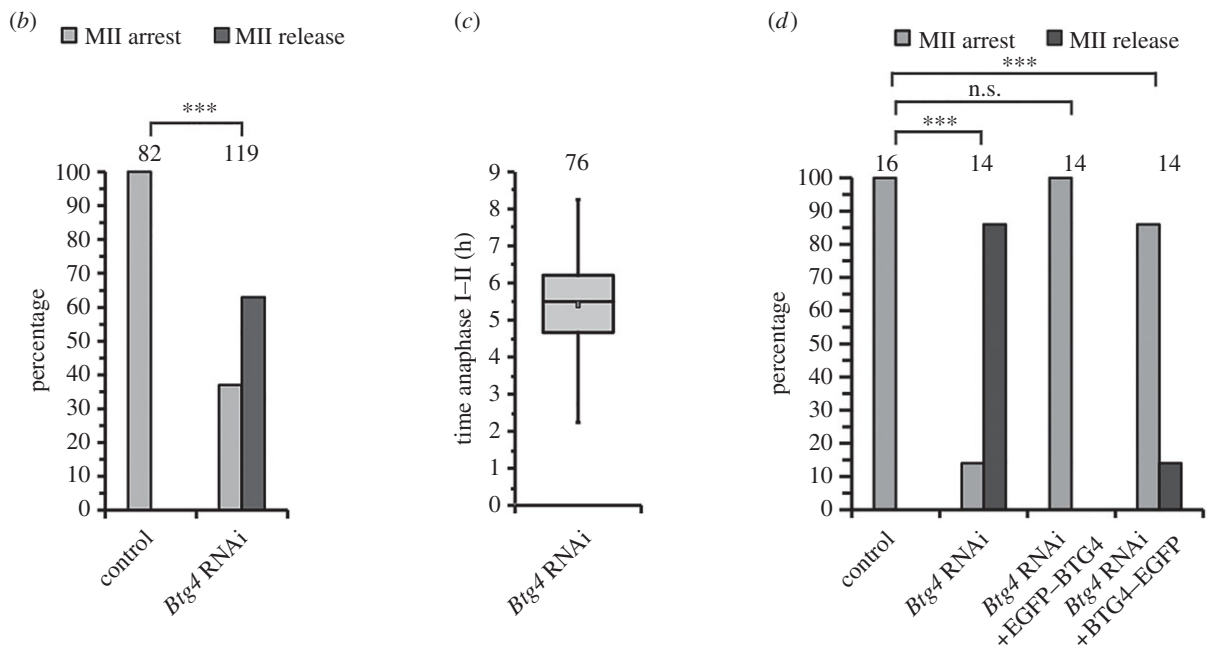 (b)
MII arrest MII release
***
82 119
100
90
80
70
60
50
40
30
20
10
0
percentage
control
Btg4 RNAi
(c)
76
9
8
7
6
5
4
3
2
1
0
time anaphase I–II (h)
Btg4 RNAi
(d)
MII arrest MII release
***
n.s.
***
16 14 14 14
100
90
80
70
60
50
40
30
20
10
0
percentage
control
Btg4 RNAi
Btg4 RNAi
+EGFP–BTG4
Btg4 RNAi
+BTG4–EGFP